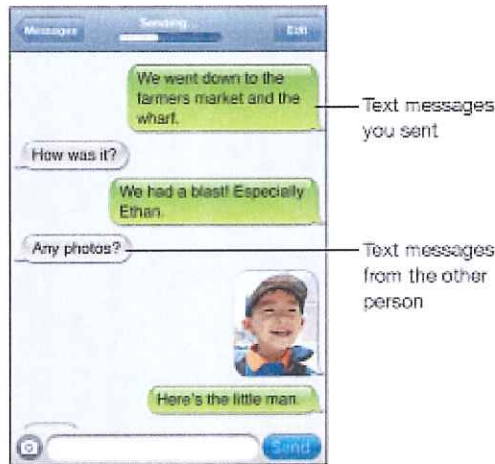 Messages
Sending...
Edit
We went down to the
farmers market and the
wharf.
Text messages
you sent
How was it?
We had a blast! Especially
Ethan.
Any photos?
Text messages
from the other
person
Here's the little man.
Send